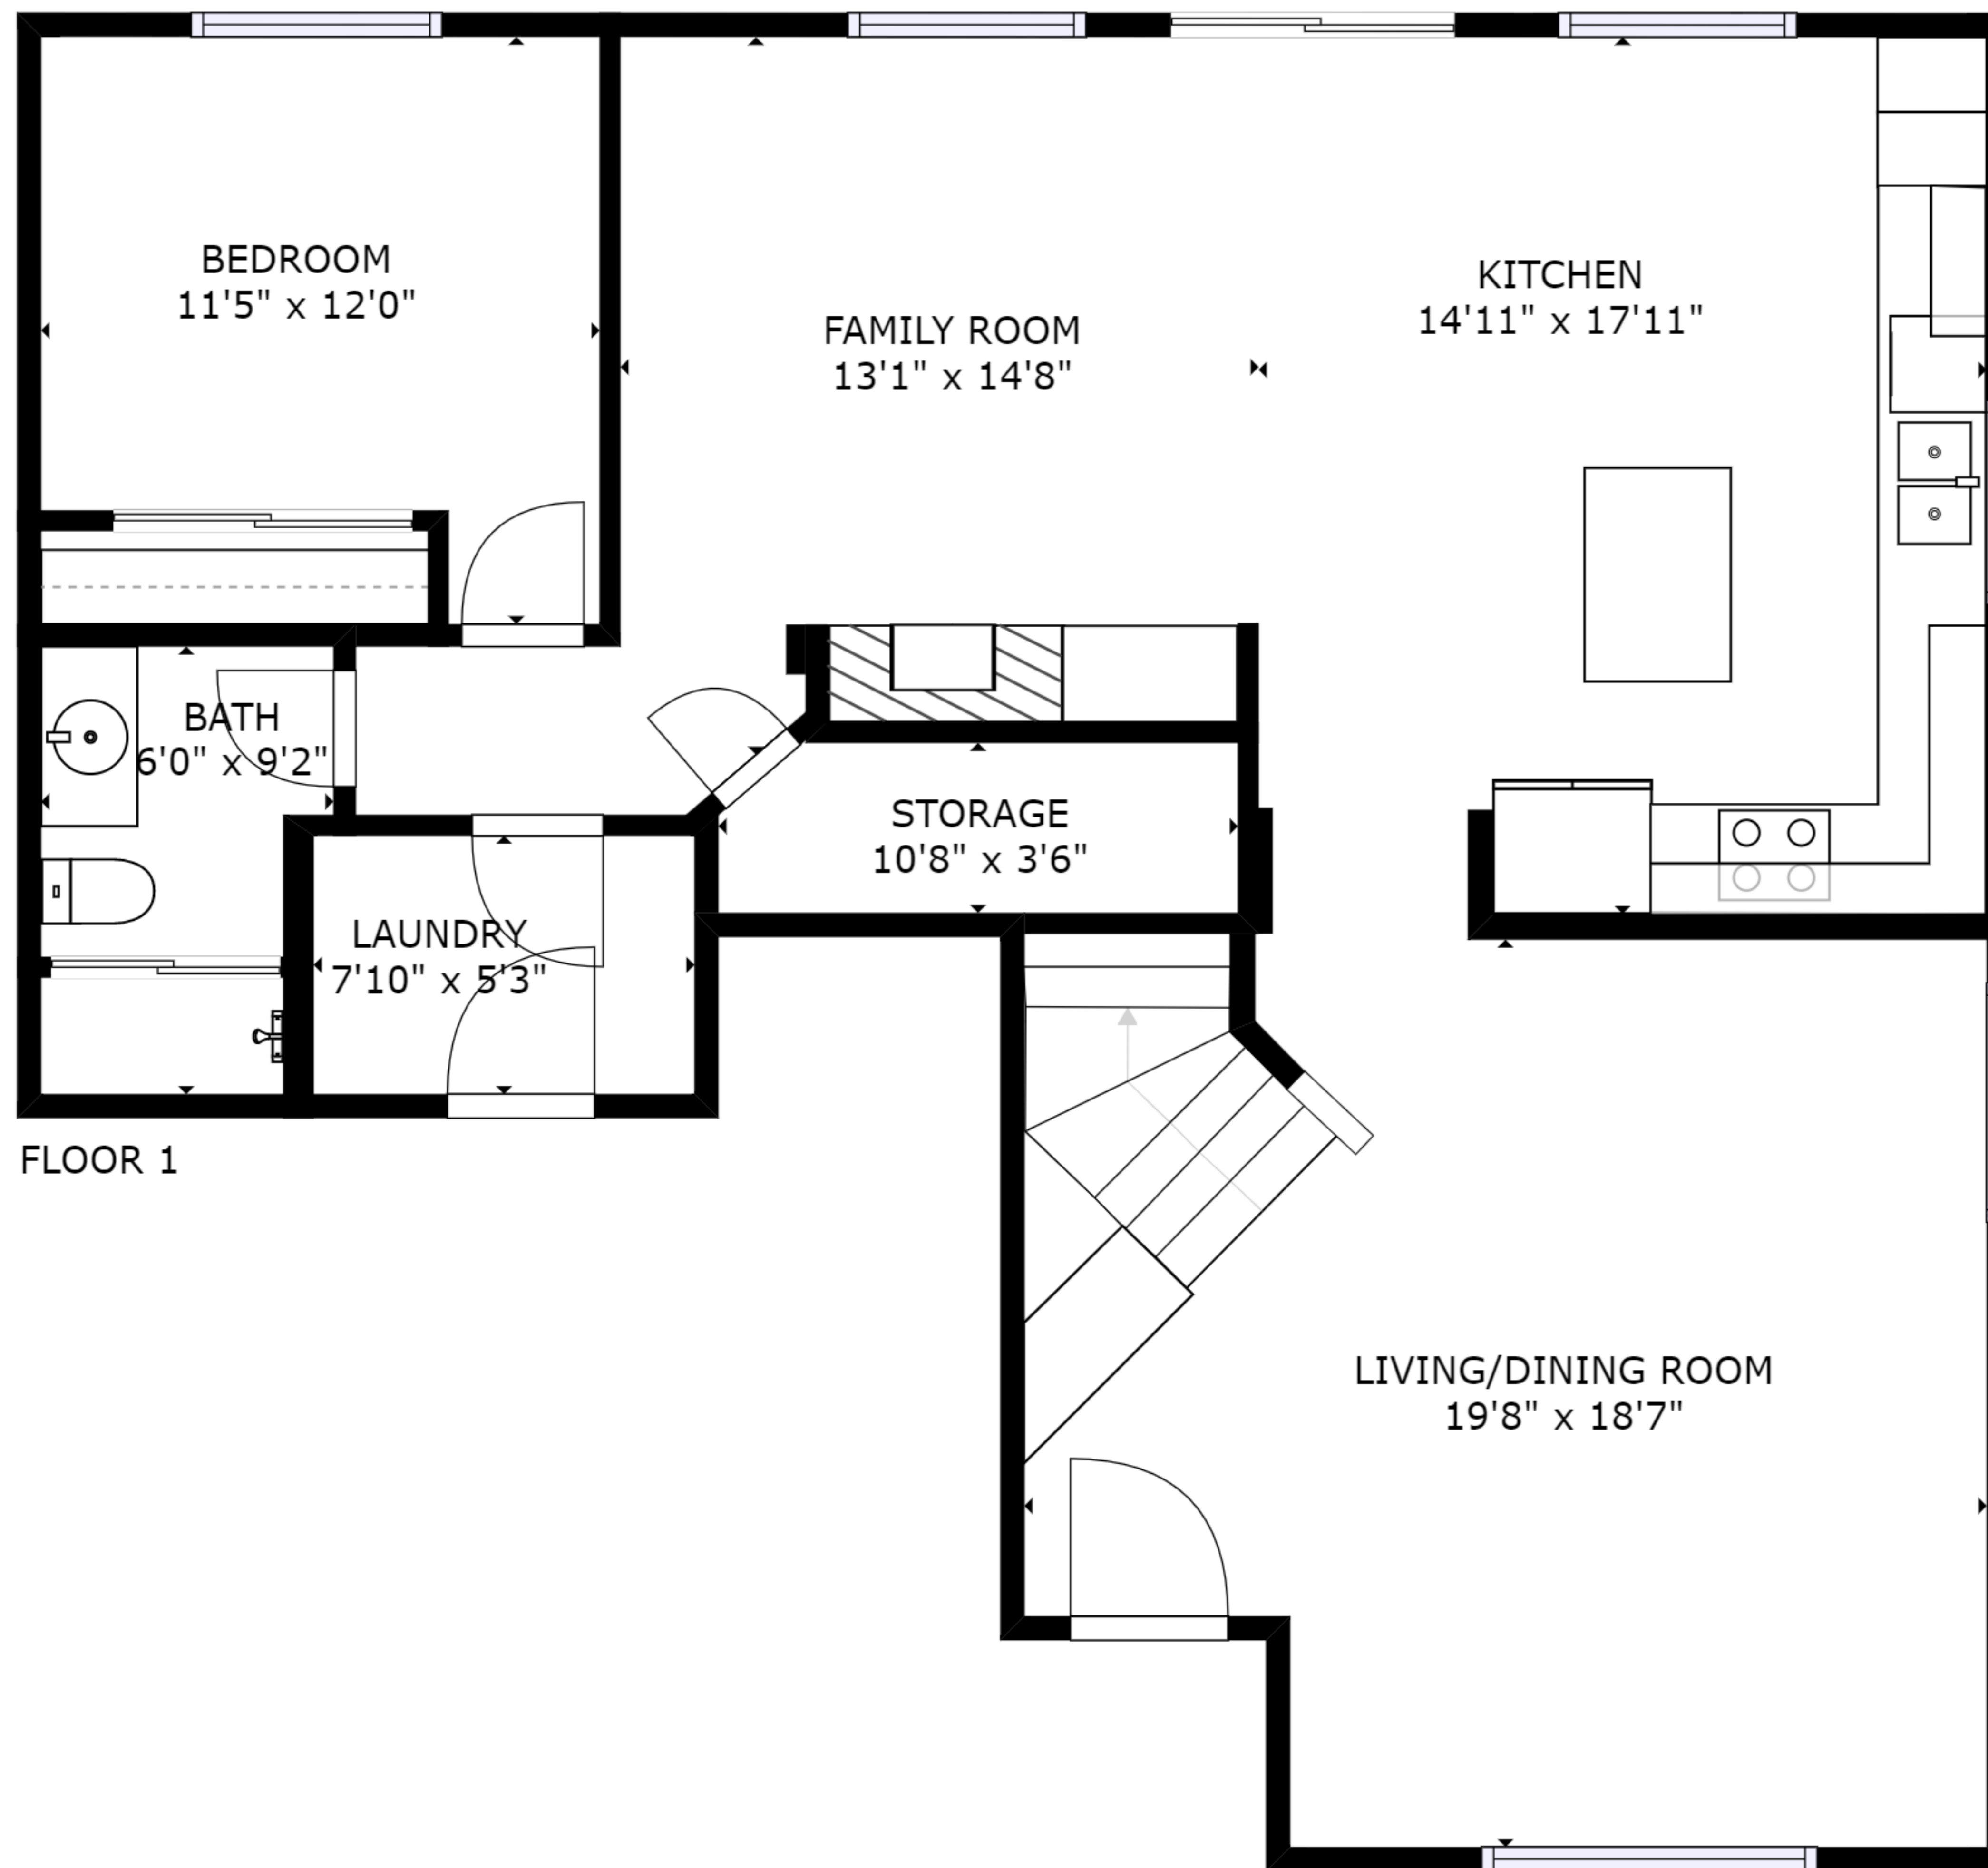 BEDROOM
11'5" x 12'0"
FAMILY ROOM
13'1" x 14'8"
KITCHEN
14'11" x 17'11"
BATH
6'0" x 9'2"
STORAGE
10'8" x 3'6"
LAUNDRY
7'10" x 5'3"
FLOOR 1
LIVING/DINING ROOM
19'8" x 18'7"